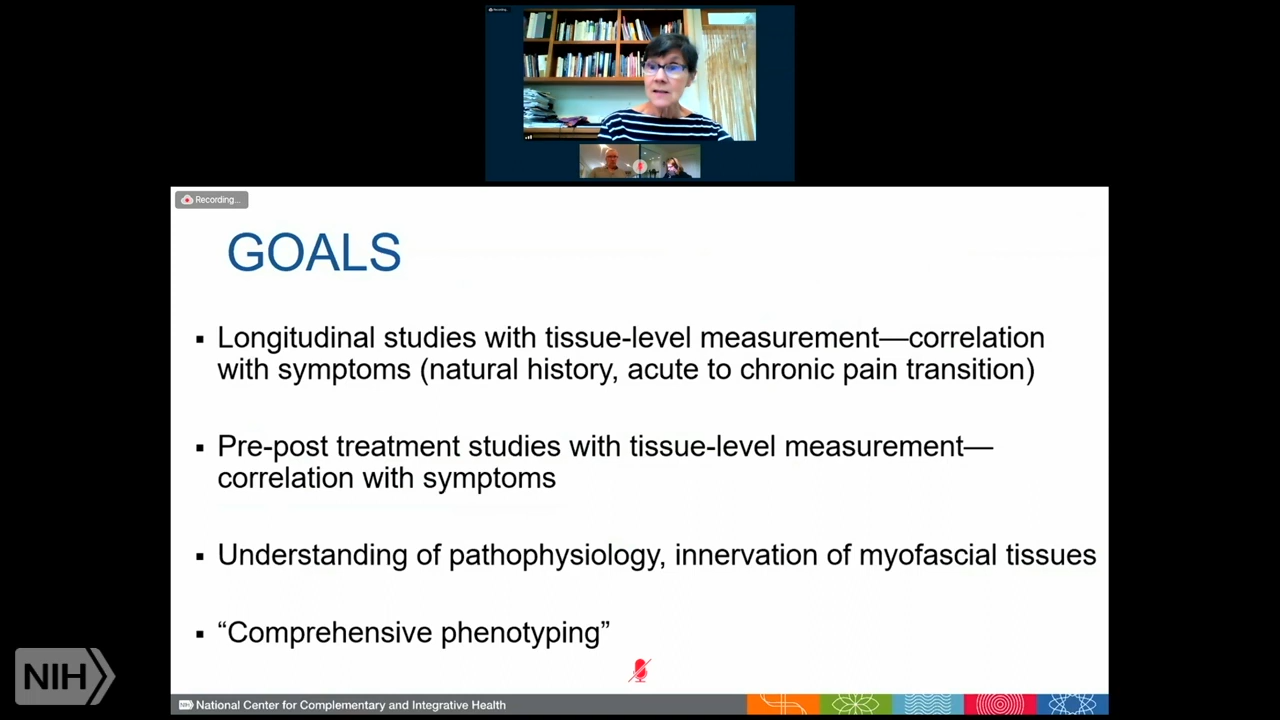 Recording...
GOALS
▪ Longitudinal studies with tissue-level measurement—correlation
with symptoms (natural history, acute to chronic pain transition)
▪ Pre-post treatment studies with tissue-level measurement—
correlation with symptoms
▪ Understanding of pathophysiology, innervation of myofascial tissues
▪ “Comprehensive phenotyping”
NIH
NIH National Center for Complementary and Integrative Health